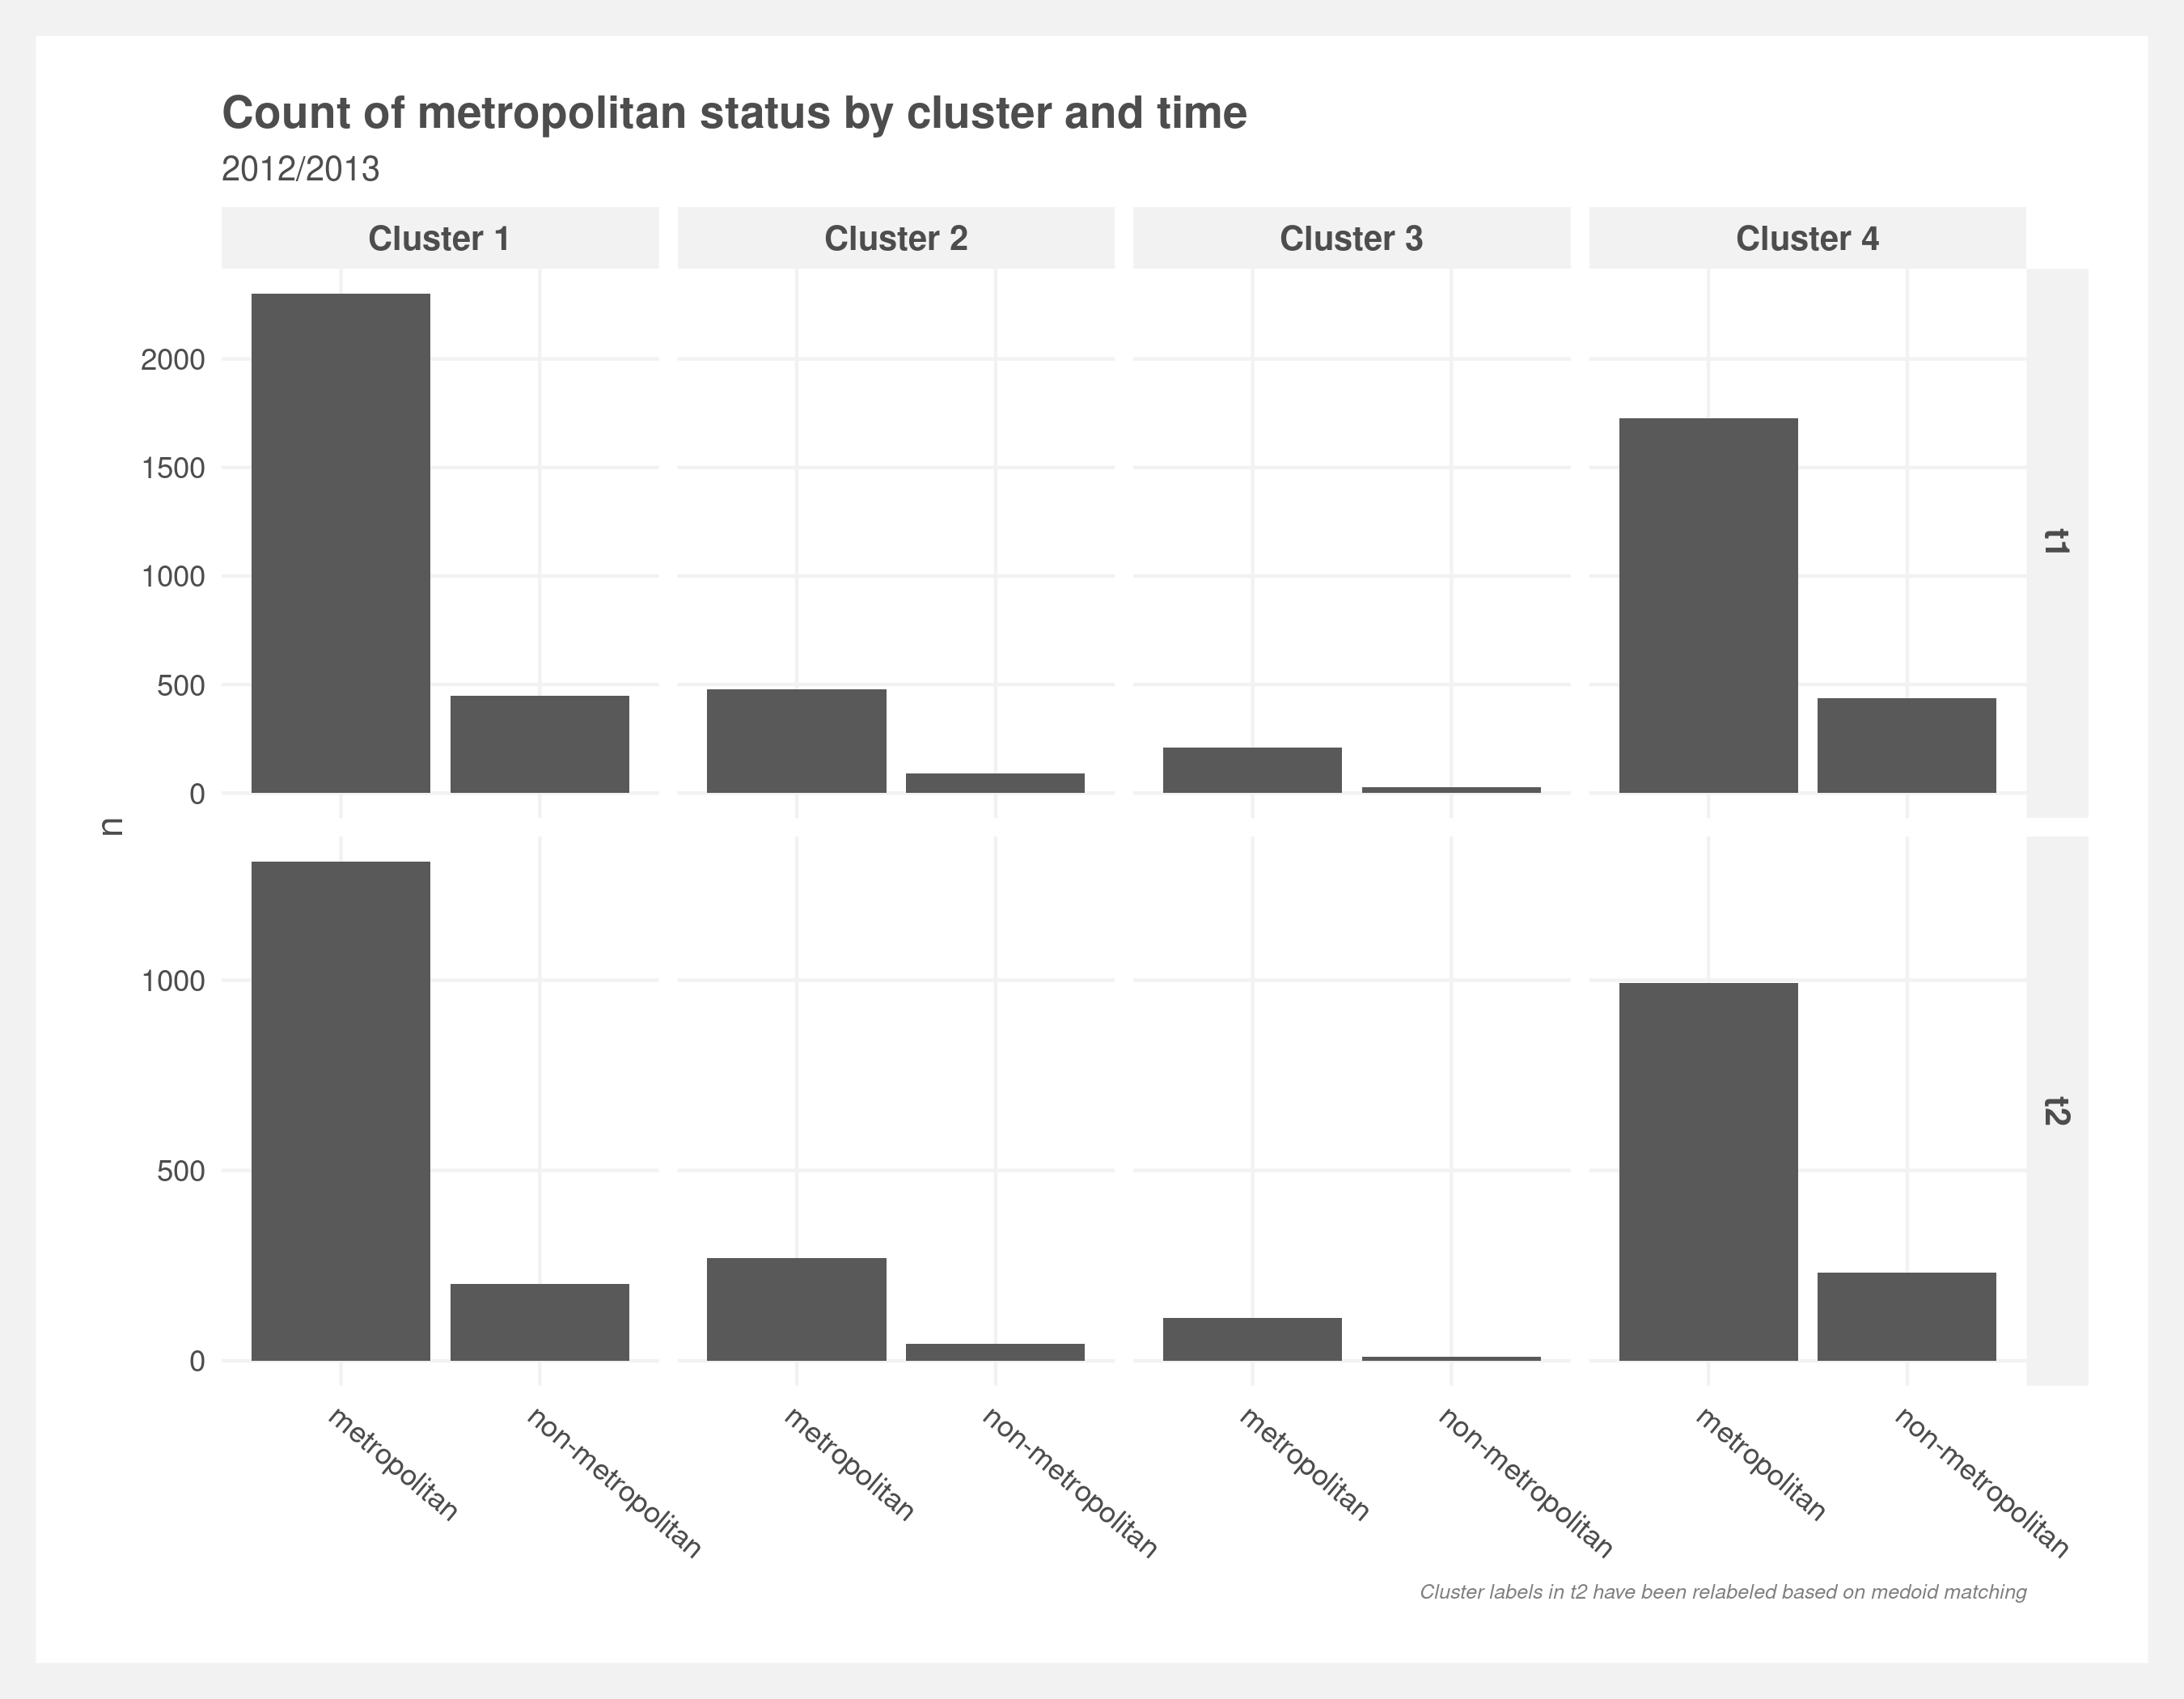 Count of metropolitan status by cluster and time
2012/2013
Cluster 1
Cluster 2
Cluster 3
Cluster 4
2000
1500
1000
500
0
t1
n
1000
500
0
t2
metropolitan
non-metropolitan
metropolitan
non-metropolitan
metropolitan
non-metropolitan
metropolitan
non-metropolitan
Cluster labels in t2 have been relabeled based on medoid matching